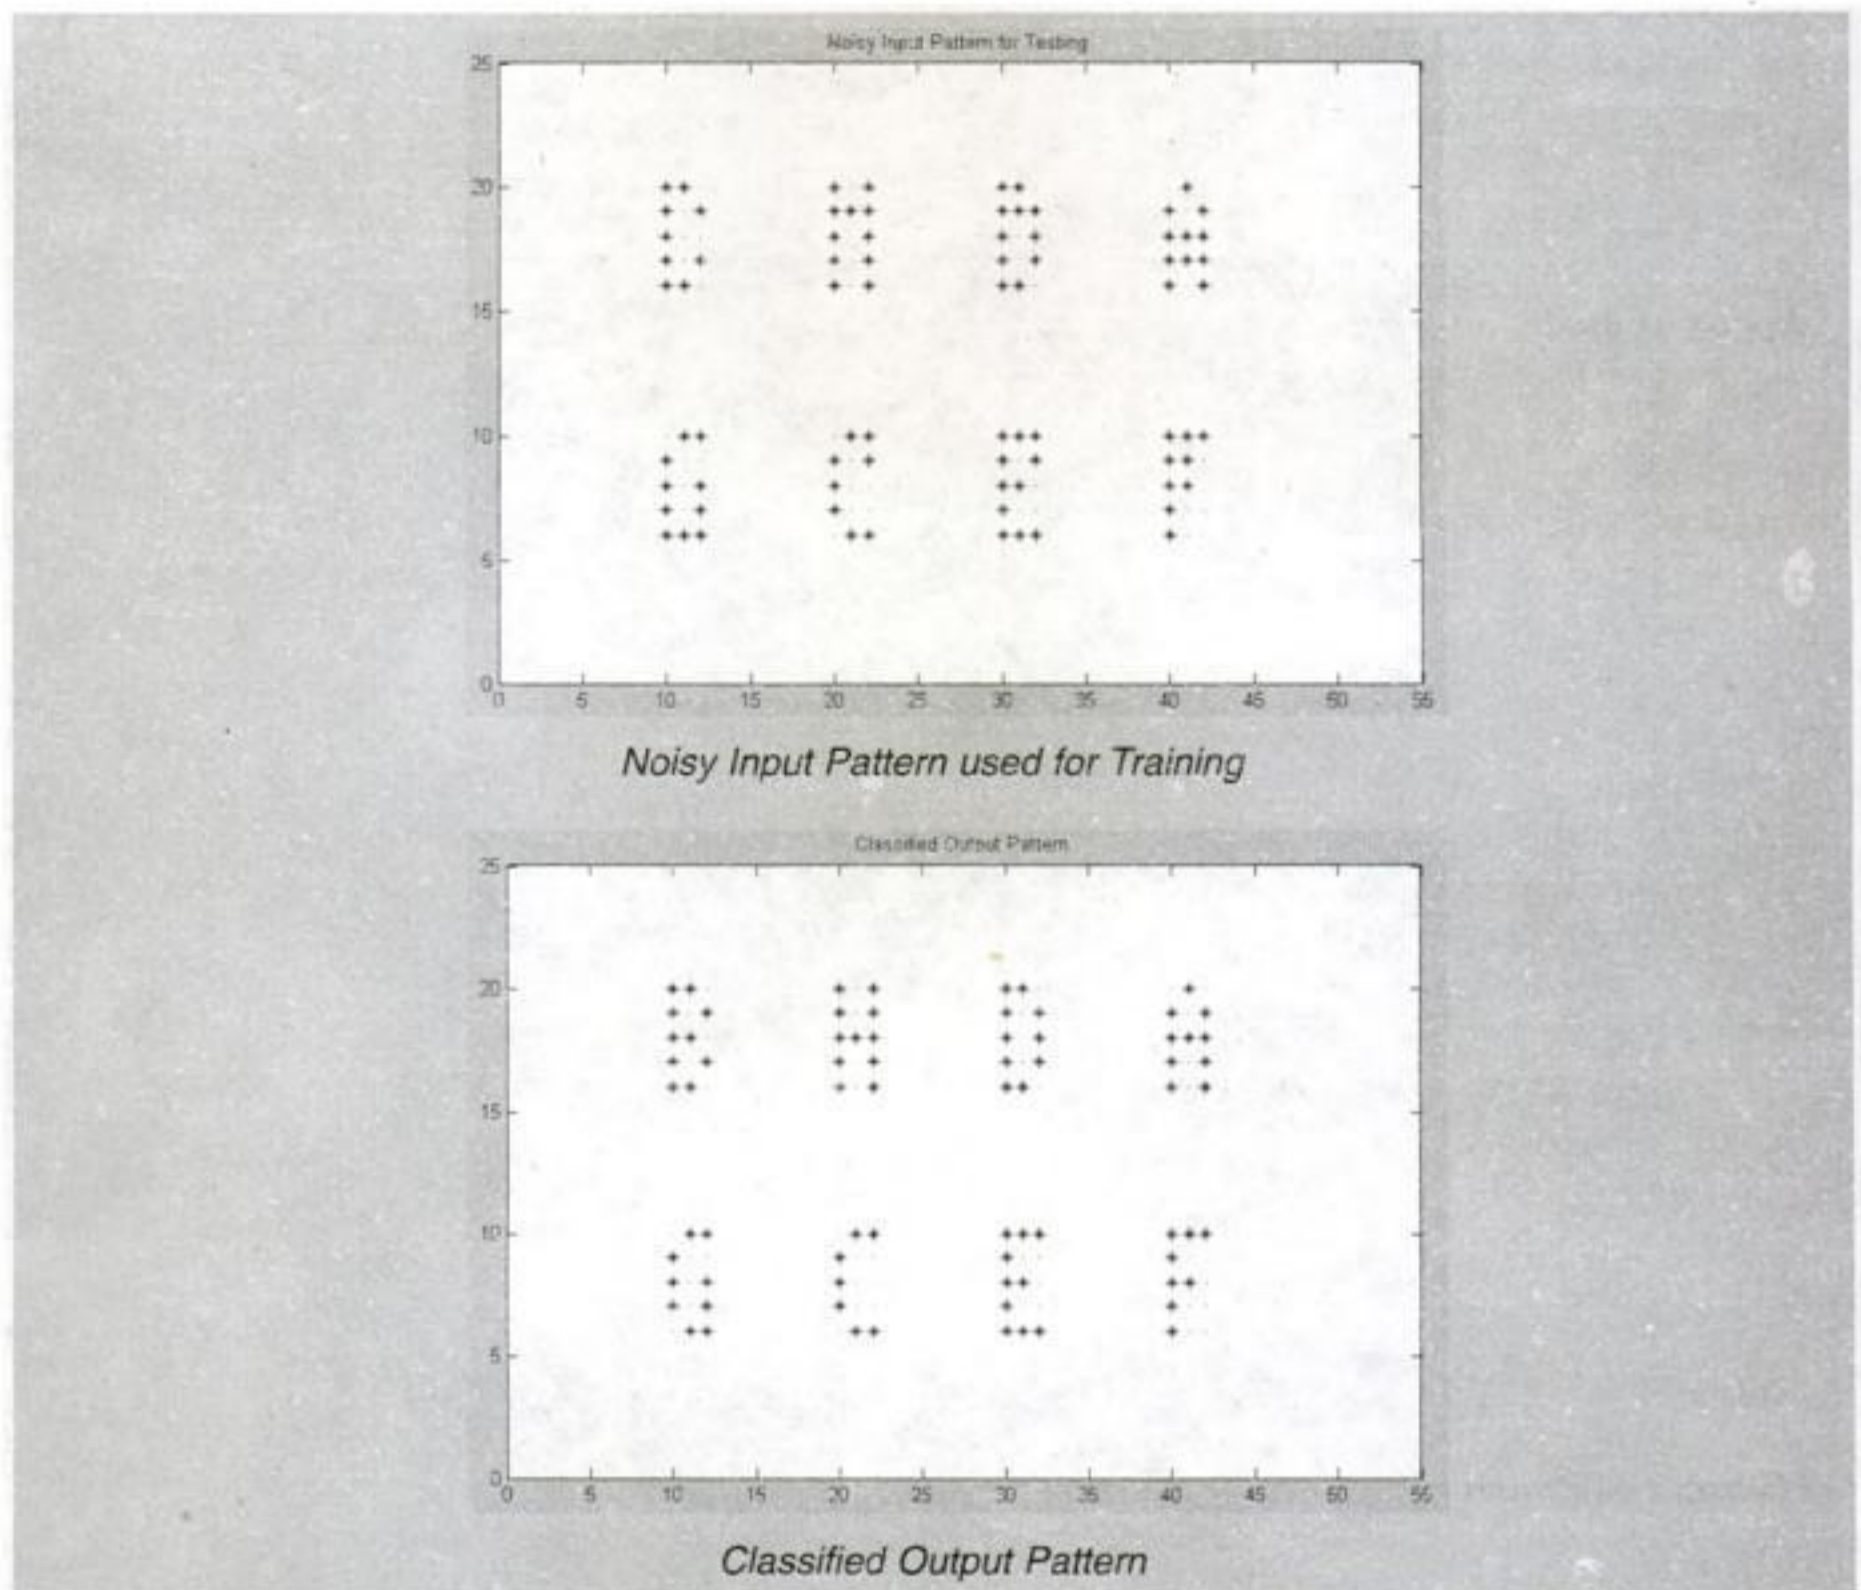 Noisy Input Pattern for Testing
25
20
15
10
5
0
0 5 10 15 20 25 30 35 40 45 50 55
B H D A
G C E F
Noisy Input Pattern used for Training
Classified Output Pattern
25
20
15
10
5
0
0 5 10 15 20 25 30 35 40 45 50 55
B H D A
G C E F
Classified Output Pattern